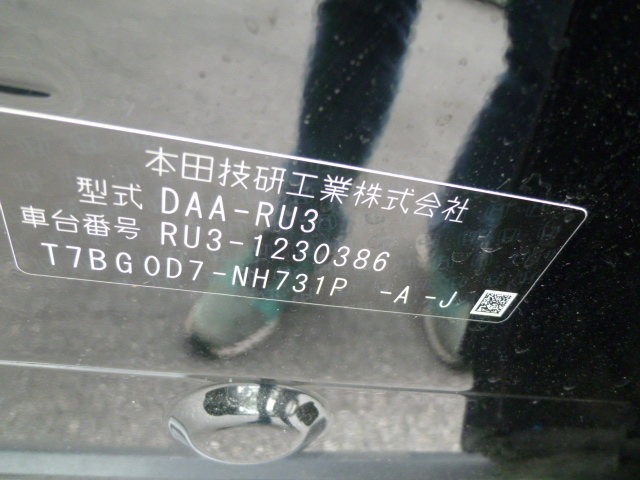 本田技研工業株式会社
型式 DAA-RU3
車台番号 RU3-1230386
T7BG0D7-NH731P -A-J